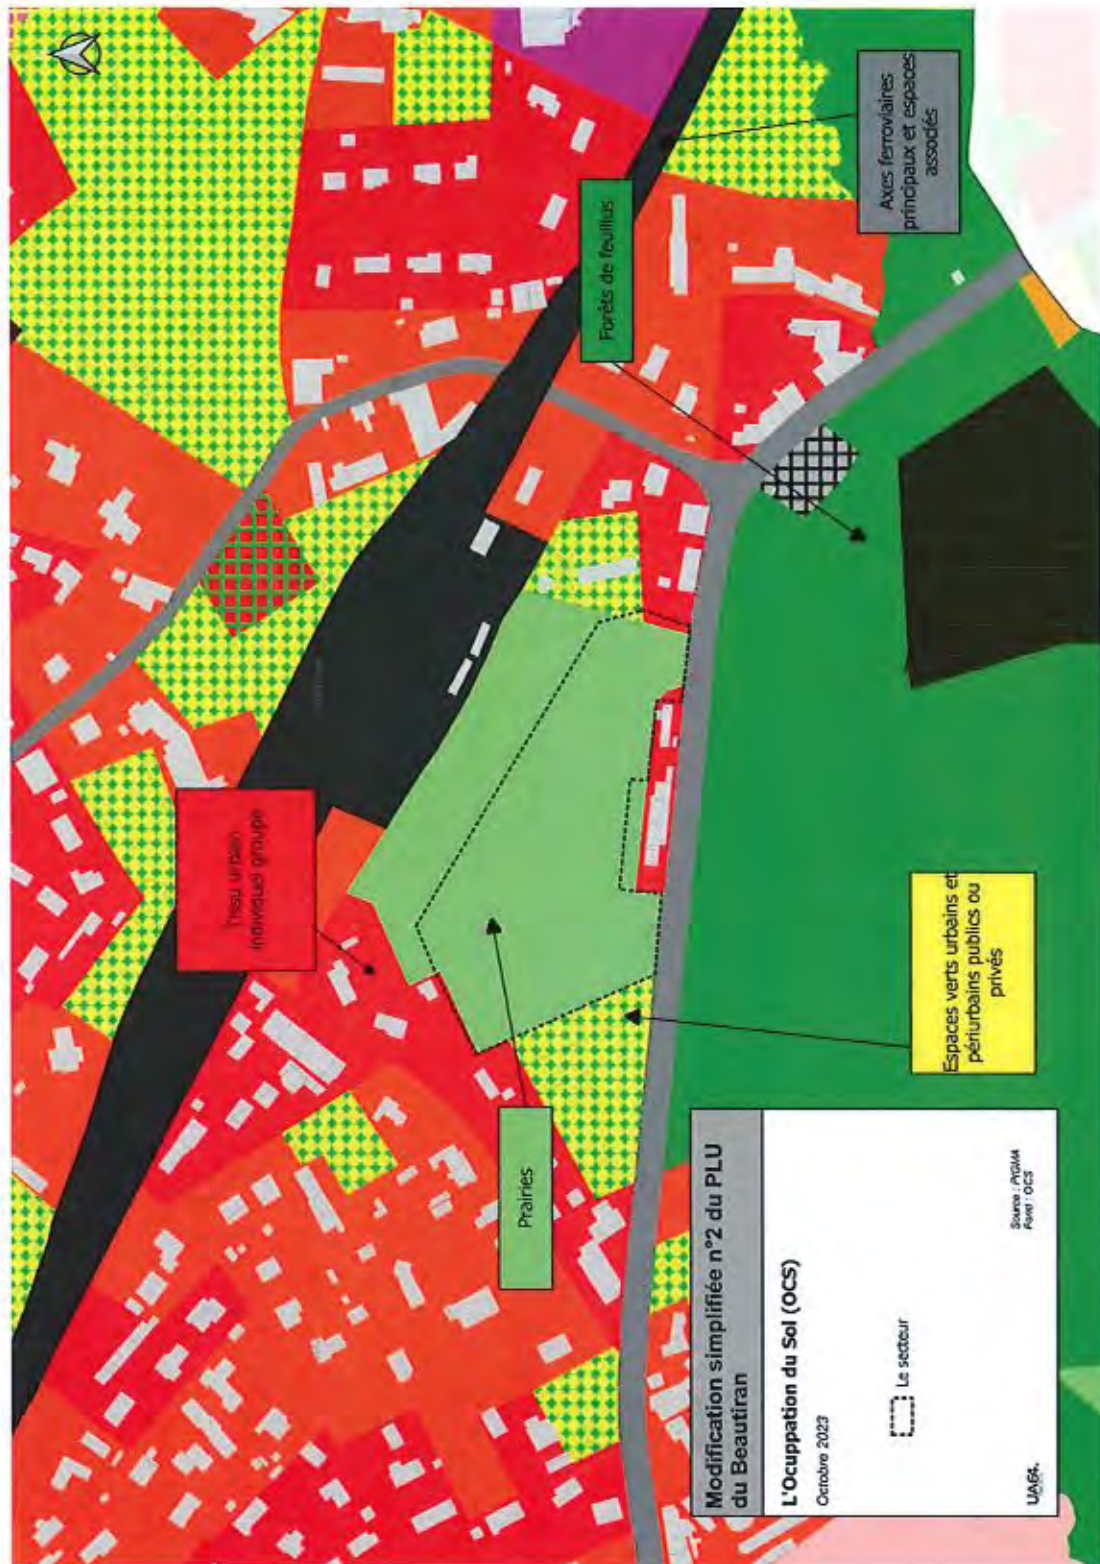 Axes ferroviaires
principaux et espaces
associés
Forêts de feuillus
Tissu urbain
individuel groupé
Prairies
Espaces verts urbains et
périurbains publics ou
privés
Modification simplifiée n°2 du PLU
du Beautiran
L'Ocuppation du Sol (OCS)
Octobre 2023
Le secteur
Source : PIGMA
Fond : OCS
UA64.